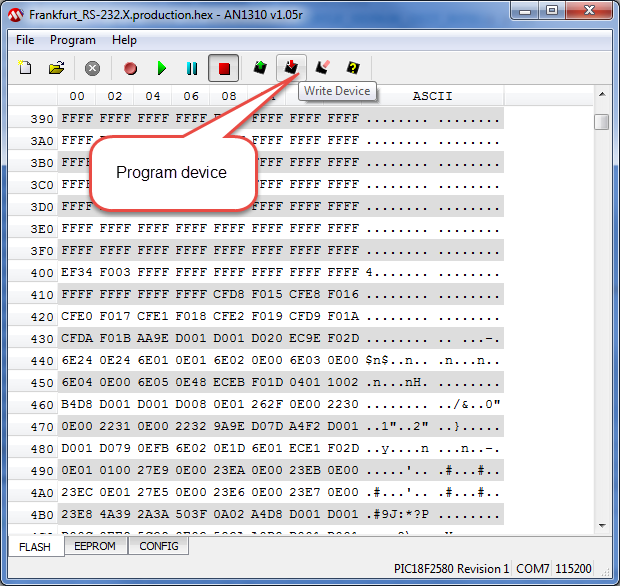 Frankfurt_RS-232.X.production.hex - AN1310 v1.05r
File Program Help
Write Device
00 02 04 06 08 ASCII
390 FFFF FFFF FFFF FFFF FFFF FFFF FFFF ........ ........
3A0 FFFF FFFF FFFF FFFF ........ ........
3B0 FFFF FFFF FFFF FFFF ........ ........
Program device
3C0 FFFF FFFF FFFF FFFF ........ ........
3D0 FFFF FFFF FFFF FFFF ........ ........
3E0 FFFF FFFF FFFF FFFF FFFF FFFF FFFF FFFF ........ ........
3F0 FFFF FFFF FFFF FFFF FFFF FFFF FFFF FFFF ........ ........
400 EF34 F003 FFFF FFFF FFFF FFFF FFFF FFFF 4....... ........
410 FFFF FFFF FFFF FFFF CFD8 F015 CFE8 F016 ........ ........
420 CFE0 F017 CFE1 F018 CFE2 F019 CFD9 F01A ........ ........
430 CFDA F01B AA9E D001 D001 D020 EC9E F02D ........ .. ...-.
440 6E24 0E24 6E01 0E01 6E02 0E00 6E03 0E00 $n$..n.. .n...n..
450 6E04 0E00 6E05 0E48 ECEB F01D 0401 1002 .n...nH. ........
460 B4D8 D001 D001 D008 0E01 262F 0E00 2230 ........ ../&..0"
470 0E00 2231 0E00 2232 9A9E D07D A4F2 D001 ..1"..2" ..}.....
480 D001 D079 0EFB 6E02 0E1D 6E01 ECE1 F02D ..y....n ...n..-.
490 0E01 0100 27E9 0E00 23EA 0E00 23EB 0E00 .....'.. .#...#..
4A0 23EC 0E01 27E5 0E00 23E6 0E00 23E7 0E00 .#...'.. .#...#..
4B0 23E8 4A39 2A3A 503F 0A02 A4D8 D001 D001 .#9J:*?P ........
FLASH EEPROM CONFIG
PIC18F2580 Revision 1 COM7 115200